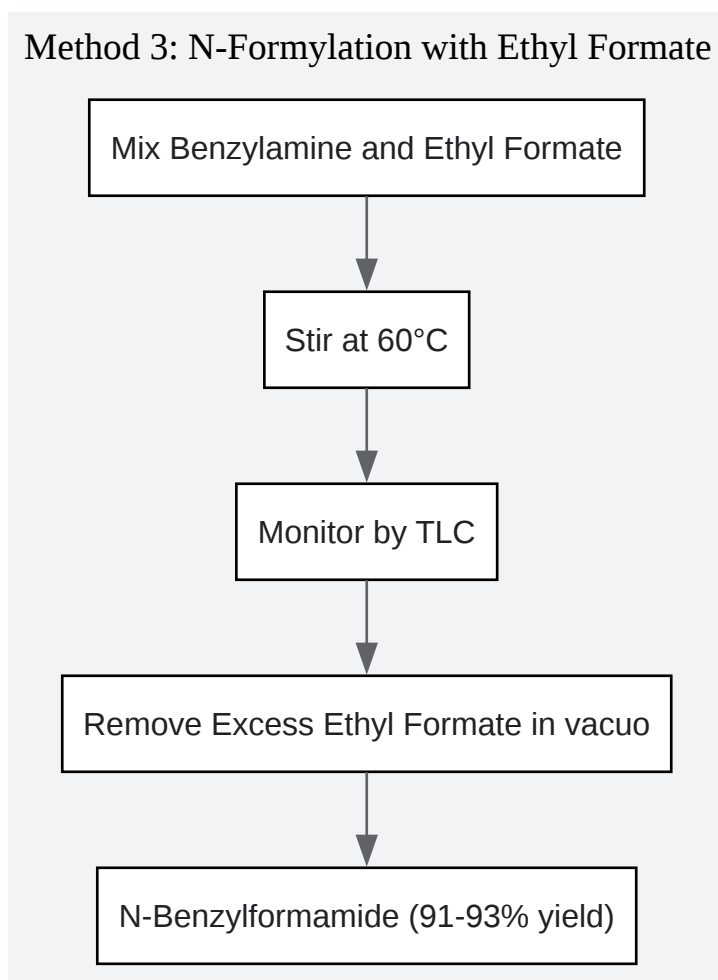 Method 3: N-Formylation with Ethyl Formate
Mix Benzylamine and Ethyl Formate
Stir at 60°C
Monitor by TLC
Remove Excess Ethyl Formate in vacuo
N-Benzylformamide (91-93% yield)